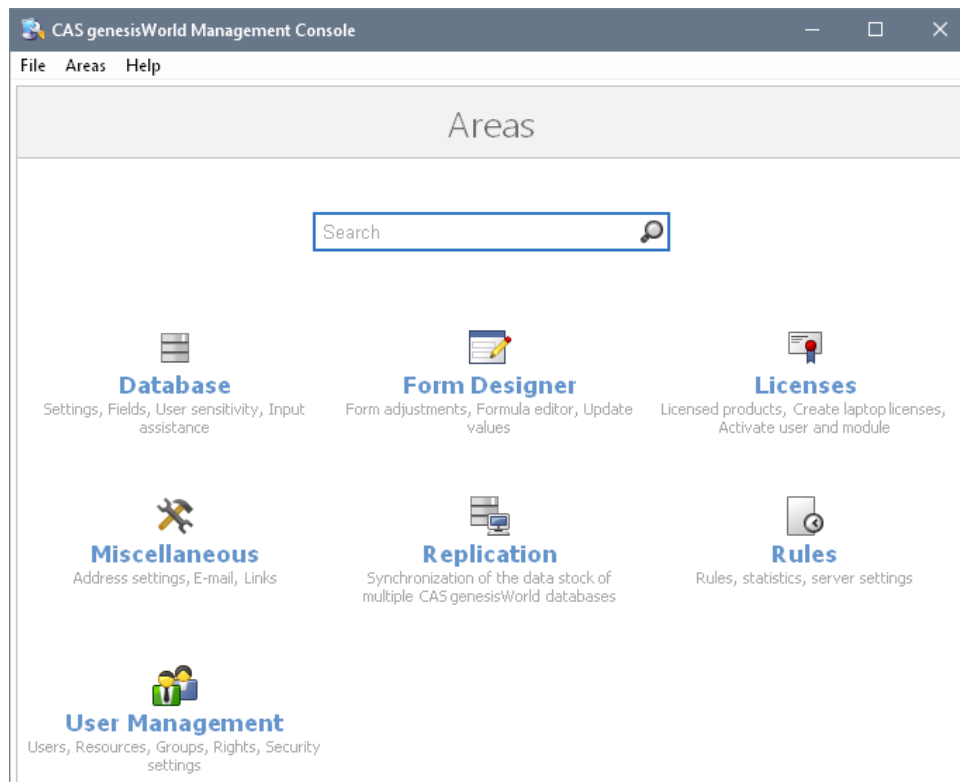 CAS genesisWorld Management Console
File Areas Help
Areas
Search
Database
Settings, Fields, User sensitivity, Input
assistance
Form Designer
Form adjustments, Formula editor, Update
values
Licenses
Licensed products, Create laptop licenses,
Activate user and module
Miscellaneous
Address settings, E-mail, Links
Replication
Synchronization of the data stock of
multiple CAS genesisWorld databases
Rules
Rules, statistics, server settings
User Management
Users, Resources, Groups, Rights, Security
settings